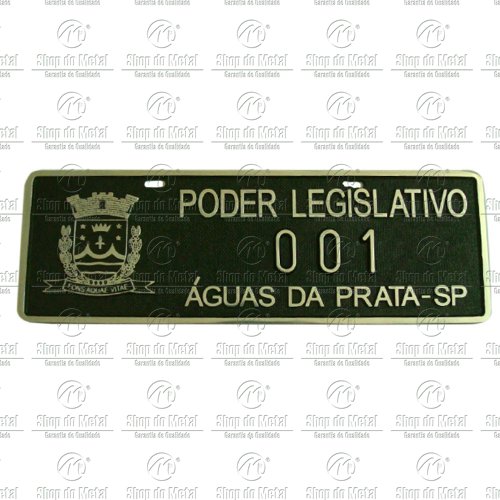 PODER LEGISLATIVO
001
ÁGUAS DA PRATA-SP
FONS AQUAE VITAE
Shop do Metal
Garantia de Qualidade